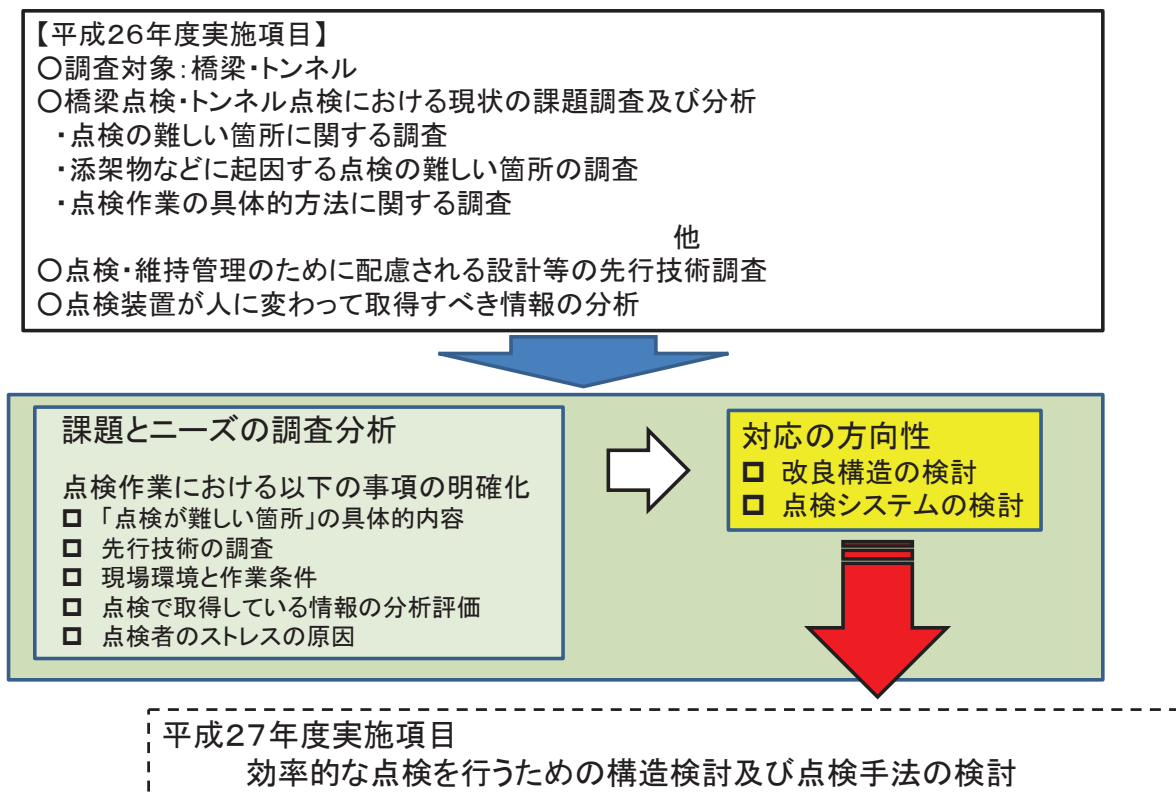 【平成26年度実施項目】
○調査対象：橋梁・トンネル
○橋梁点検・トンネル点検における現状の課題調査及び分析
・点検の難しい箇所に関する調査
・添架物などに起因する点検の難しい箇所の調査
・点検作業の具体的方法に関する調査
他
○点検・維持管理のために配慮される設計等の先行技術調査
○点検装置が人に変わって取得すべき情報の分析
課題とニーズの調査分析
点検作業における以下の事項の明確化
□ 「点検が難しい箇所」の具体的内容
□ 先行技術の調査
□ 現場環境と作業条件
□ 点検で取得している情報の分析評価
□ 点検者のストレスの原因
対応の方向性
□ 改良構造の検討
□ 点検システムの検討
平成27年度実施項目
効率的な点検を行うための構造検討及び点検手法の検討